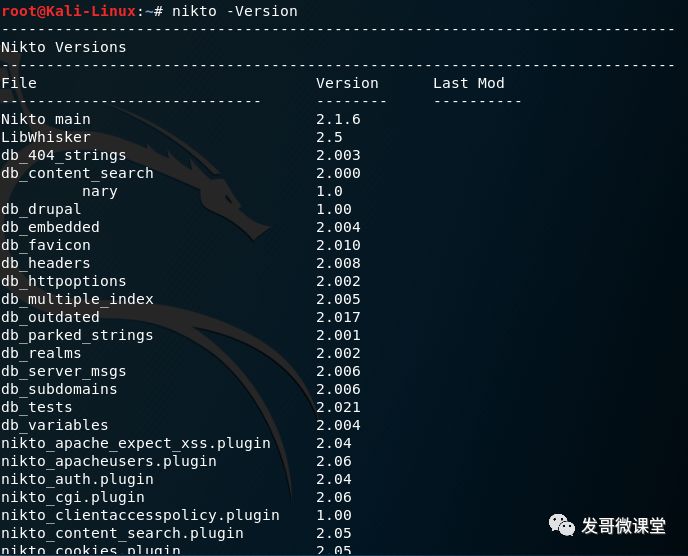 root@Kali-Linux:~# nikto -Version
---------------------------------------------------------------------------
Nikto Versions
---------------------------------------------------------------------------
File                               Version      Last Mod
-----------------------------      --------     ----------
Nikto main                         2.1.6
LibWhisker                         2.5
db_404_strings                     2.003
db_content_search                  2.000
         nary                      1.0
db_drupal                          1.00
db_embedded                        2.004
db_favicon                         2.010
db_headers                         2.008
db_httpoptions                     2.002
db_multiple_index                  2.005
db_outdated                        2.017
db_parked_strings                  2.001
db_realms                          2.002
db_server_msgs                     2.006
db_subdomains                      2.006
db_tests                           2.021
db_variables                       2.004
nikto_apache_expect_xss.plugin     2.04
nikto_apacheusers.plugin           2.06
nikto_auth.plugin                  2.04
nikto_cgi.plugin                   2.06
nikto_clientaccesspolicy.plugin    1.00
nikto_content_search.plugin        2.05
nikto_cookies.plugin               2.05
发哥微课堂